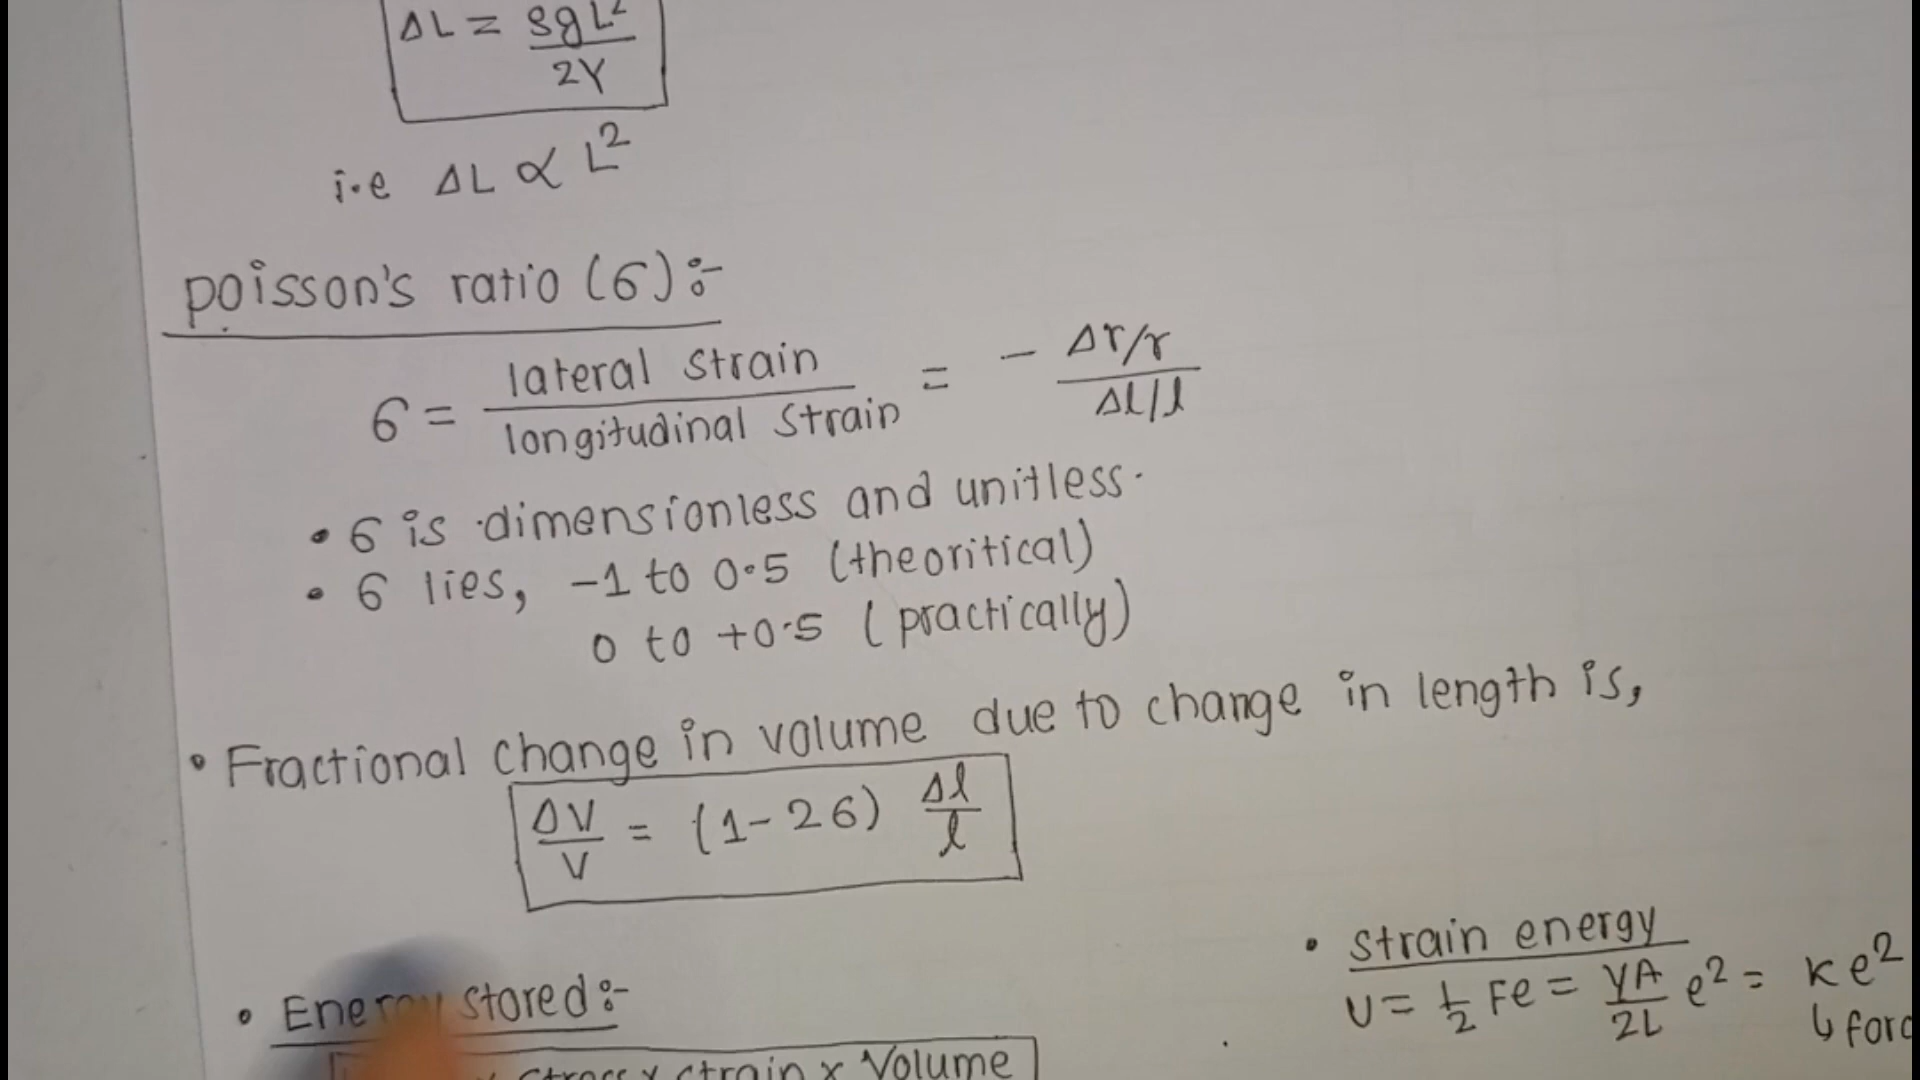 ΔL = ρgL²/2Y
i.e ΔL ∝ L²
poisson's ratio (σ) :-
σ = lateral strain/longitudinal strain = - Δr/r / Δl/l
• σ is dimensionless and unitless.
• σ lies, -1 to 0.5 (theoritical)
0 to +0.5 (practically)
• Fractional change in volume due to change in length is,
ΔV/V = (1-2σ) Δl/l
• Energy stored :-
x strain x Volume
• strain energy
U = 1/2 Fe = YA/2L e² = Ke²
↳